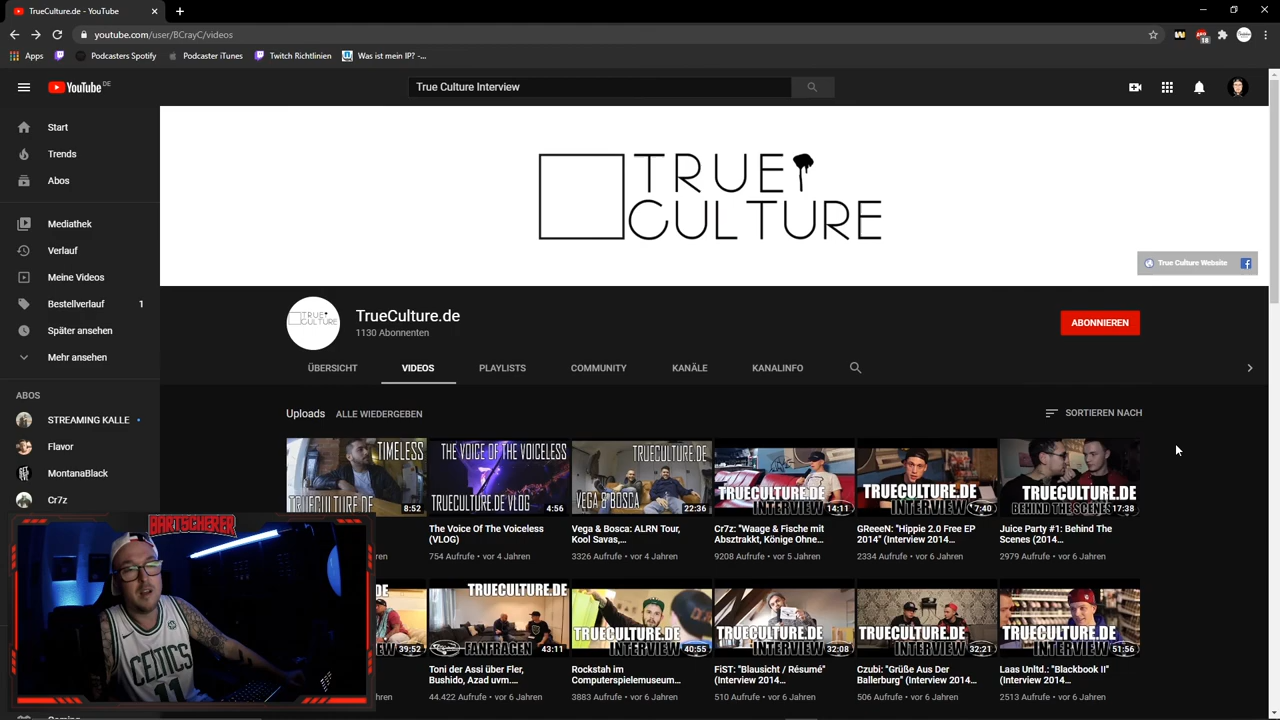 TrueCulture.de - YouTube
youtube.com/user/BCrayC/videos
18
Apps
Podcasters Spotify
Podcaster iTunes
Twitch Richtlinien
Was ist mein IP? -...
YouTube DE
True Culture Interview
Start
Trends
Abos
Mediathek
Verlauf
Meine Videos
Bestellverlauf 1
Später ansehen
Mehr ansehen
ABOS
STREAMING KALLE
Flavor
MontanaBlack
Cr7z
TRUE
CULTURE
True Culture Website
TRUE
CULTURE
TrueCulture.de
1130 Abonnenten
ABONNIEREN
ÜBERSICHT
VIDEOS
PLAYLISTS
COMMUNITY
KANÄLE
KANALINFO
Uploads
ALLE WIEDERGEBEN
SORTIEREN NACH
TIMELESS
TRUECULTURE.DE
8:52
THE VOICE OF THE VOICELESS
TRUECULTURE.DE VLOG
4:56
TRUECULTURE.DE
VEGA & BOSCA
22:36
TRUECULTURE.DE
INTERVIEW
14:11
TRUECULTURE.DE
INTERVIEW
7:40
TRUECULTURE.DE
BEHIND THE SCENES
17:38
The Voice Of The Voiceless
(VLOG)
754 Aufrufe • vor 4 Jahren
Vega & Bosca: ALRN Tour,
Kool Savas,...
3326 Aufrufe • vor 4 Jahren
Cr7z: "Waage & Fische mit
Absztrakkt, Könige Ohne...
9208 Aufrufe • vor 5 Jahren
GReeeN: "Hippie 2.0 Free EP
2014" (Interview 2014...
2334 Aufrufe • vor 6 Jahren
Juice Party #1: Behind The
Scenes (2014...
2979 Aufrufe • vor 6 Jahren
39:52
TRUECULTURE.DE
FANFRAGEN
43:11
TRUECULTURE.DE
INTERVIEW
40:55
TRUECULTURE.DE
INTERVIEW
32:08
TRUECULTURE.DE
INTERVIEW
32:21
TRUECULTURE.DE
INTERVIEW
51:56
Toni der Assi über Fler,
Bushido, Azad uvm....
44.422 Aufrufe • vor 6 Jahren
Rockstah im
Computerspielemuseum...
3883 Aufrufe • vor 6 Jahren
FiST: "Blausicht / Résumé"
(Interview 2014...
510 Aufrufe • vor 6 Jahren
Czubi: "Grüße Aus Der
Ballerburg" (Interview 2014...
506 Aufrufe • vor 6 Jahren
Laas Unltd.: "Blackbook II"
(Interview 2014...
2513 Aufrufe • vor 6 Jahren
BARTSCHERER
CELTICS
11